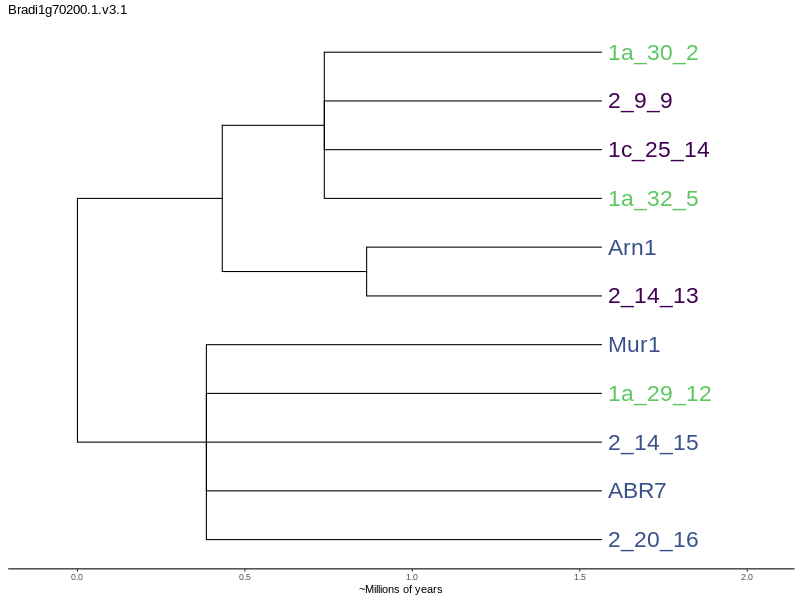 Bradi1g70200.1.v3.1
1a_30_2
2_9_9
1c_25_14
1a_32_5
Arn1
2_14_13
Mur1
1a_29_12
2_14_15
ABR7
2_20_16
0.0 0.5 1.0 1.5 2.0
~Millions of years